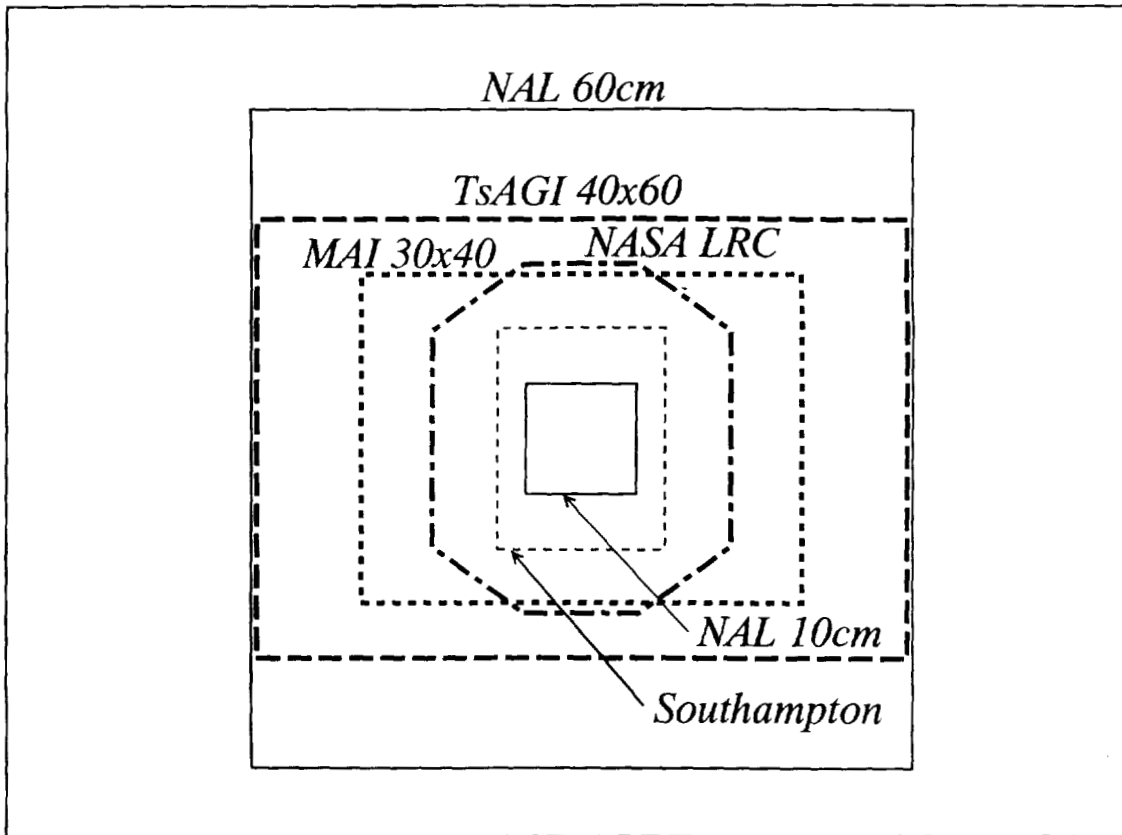 NAL 60cm
TsAGI 40x60
MAI 30x40
NASA LRC
NAL 10cm
Southampton